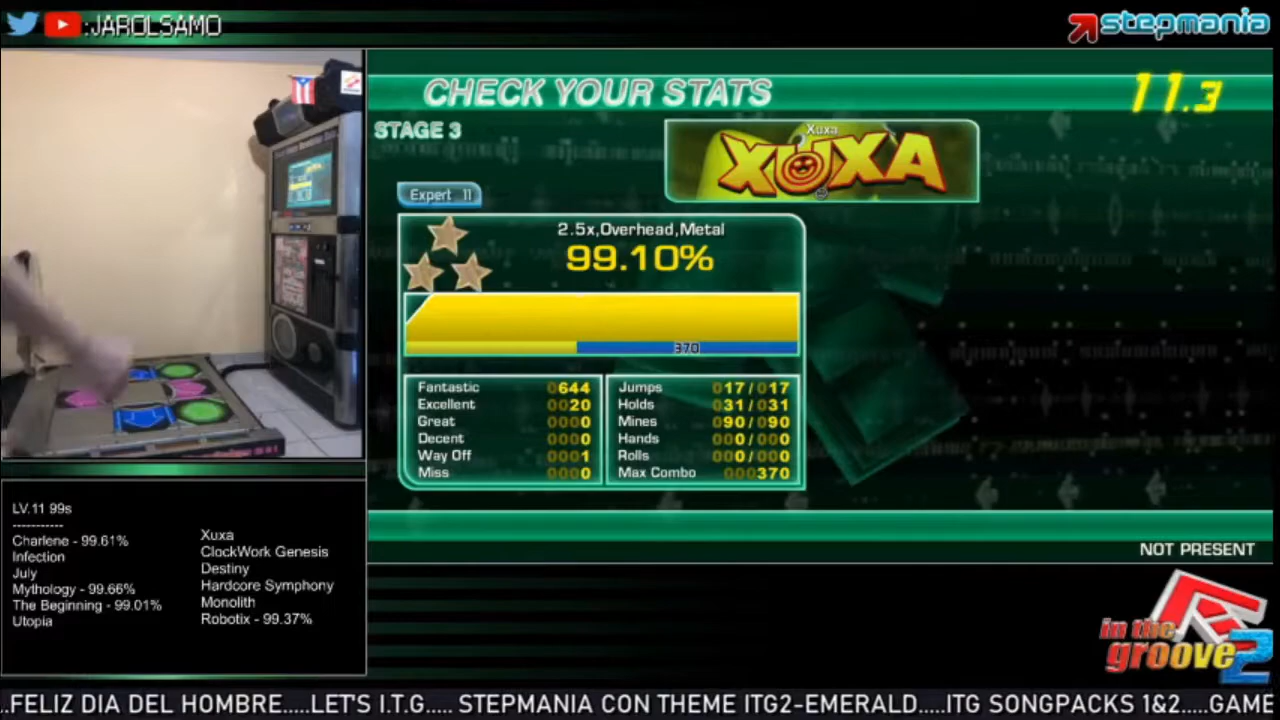 :JAROLSAMO
stepmania
CHECK YOUR STATS
11.3
STAGE 3
Xuxa
XUXA
Expert 11
2.5x,Overhead,Metal
99.10%
370
Fantastic 0644
Excellent 0020
Great 0000
Decent 0000
Way Off 0001
Miss 0000
Jumps 017/017
Holds 031/031
Mines 090/090
Hands 000/000
Rolls 000/000
Max Combo 000370
LV.11 99s
-----------
Charlene - 99.61%
Infection
July
Mythology - 99.66%
The Beginning - 99.01%
Utopia
Xuxa
ClockWork Genesis
Destiny
Hardcore Symphony
Monolith
Robotix - 99.37%
NOT PRESENT
in the
groove 2
..FELIZ DIA DEL HOMBRE.....LET'S I.T.G..... STEPMANIA CON THEME ITG2-EMERALD.....ITG SONGPACKS 1&2.....GAME